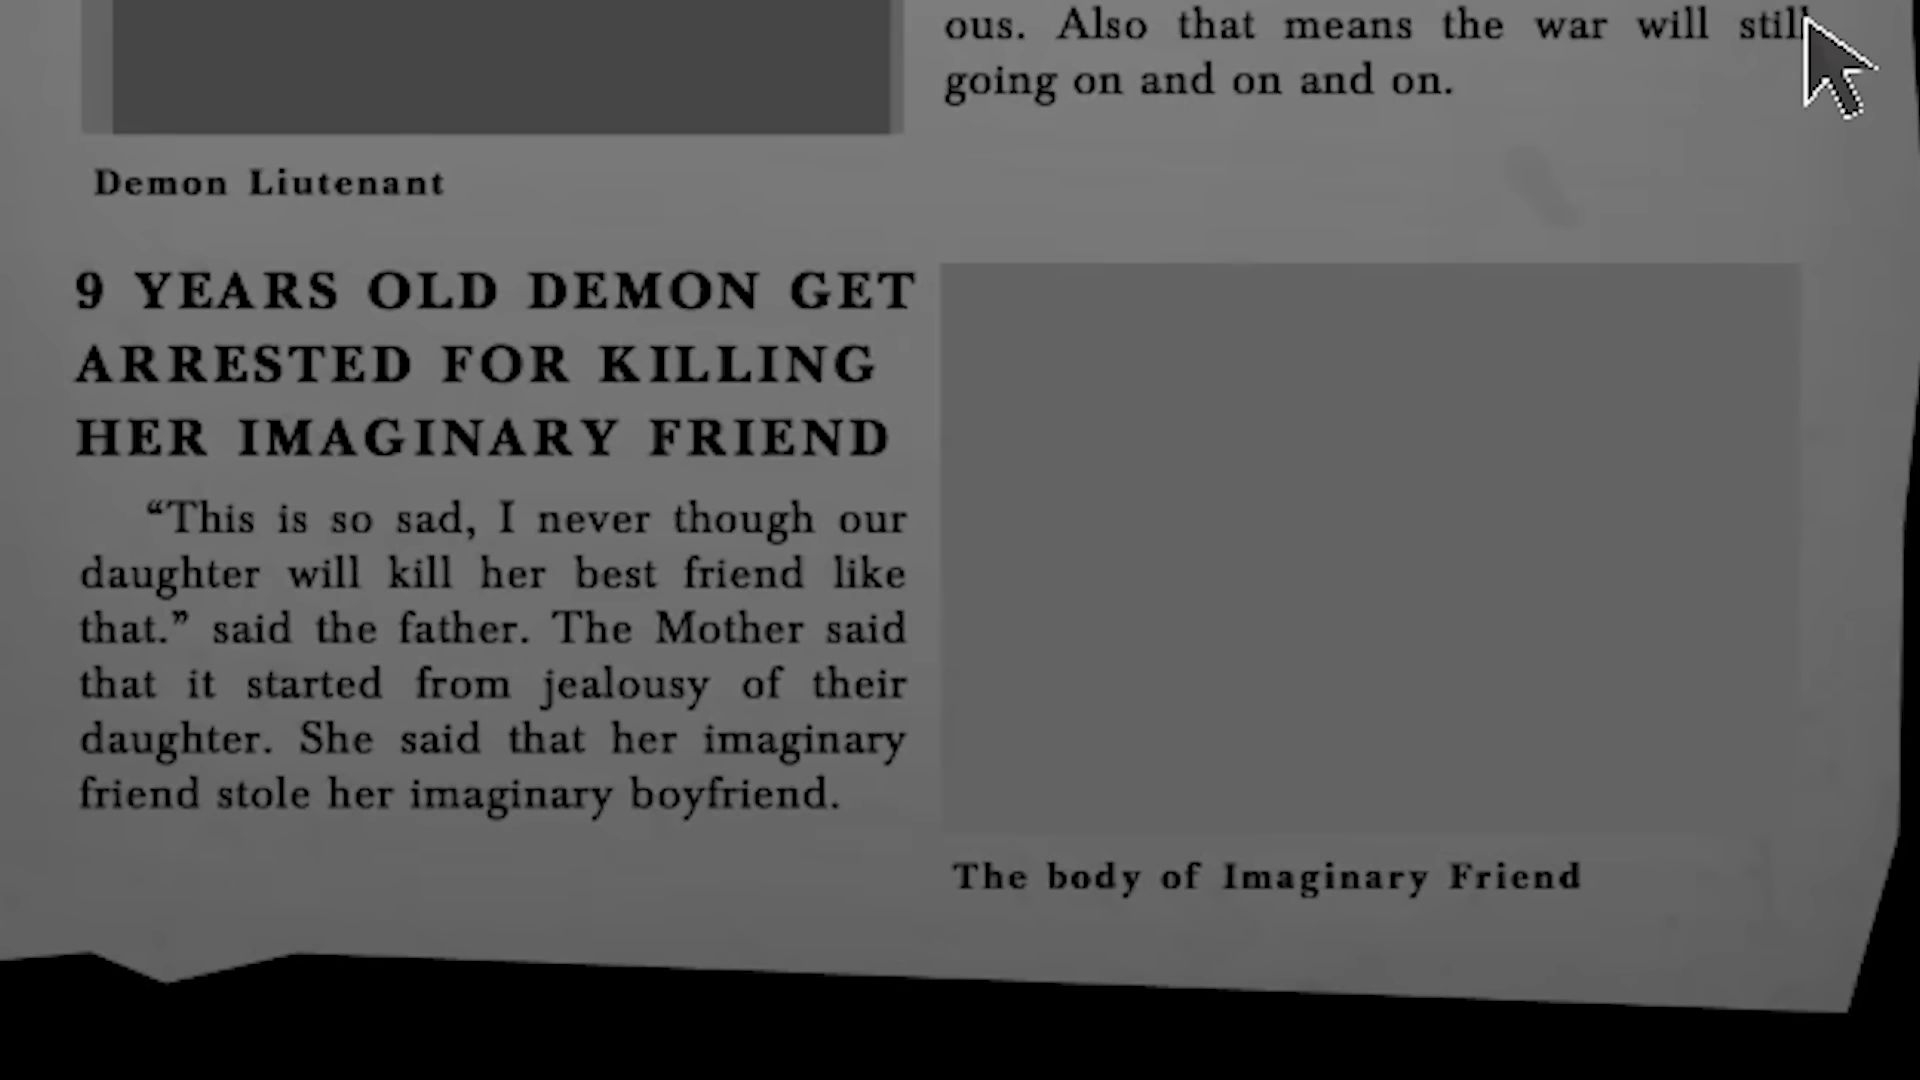 ous. Also that means the war will still
going on and on and on.
Demon Liutenant
9 YEARS OLD DEMON GET
ARRESTED FOR KILLING
HER IMAGINARY FRIEND
“This is so sad, I never though our
daughter will kill her best friend like
that.” said the father. The Mother said
that it started from jealousy of their
daughter. She said that her imaginary
friend stole her imaginary boyfriend.
The body of Imaginary Friend